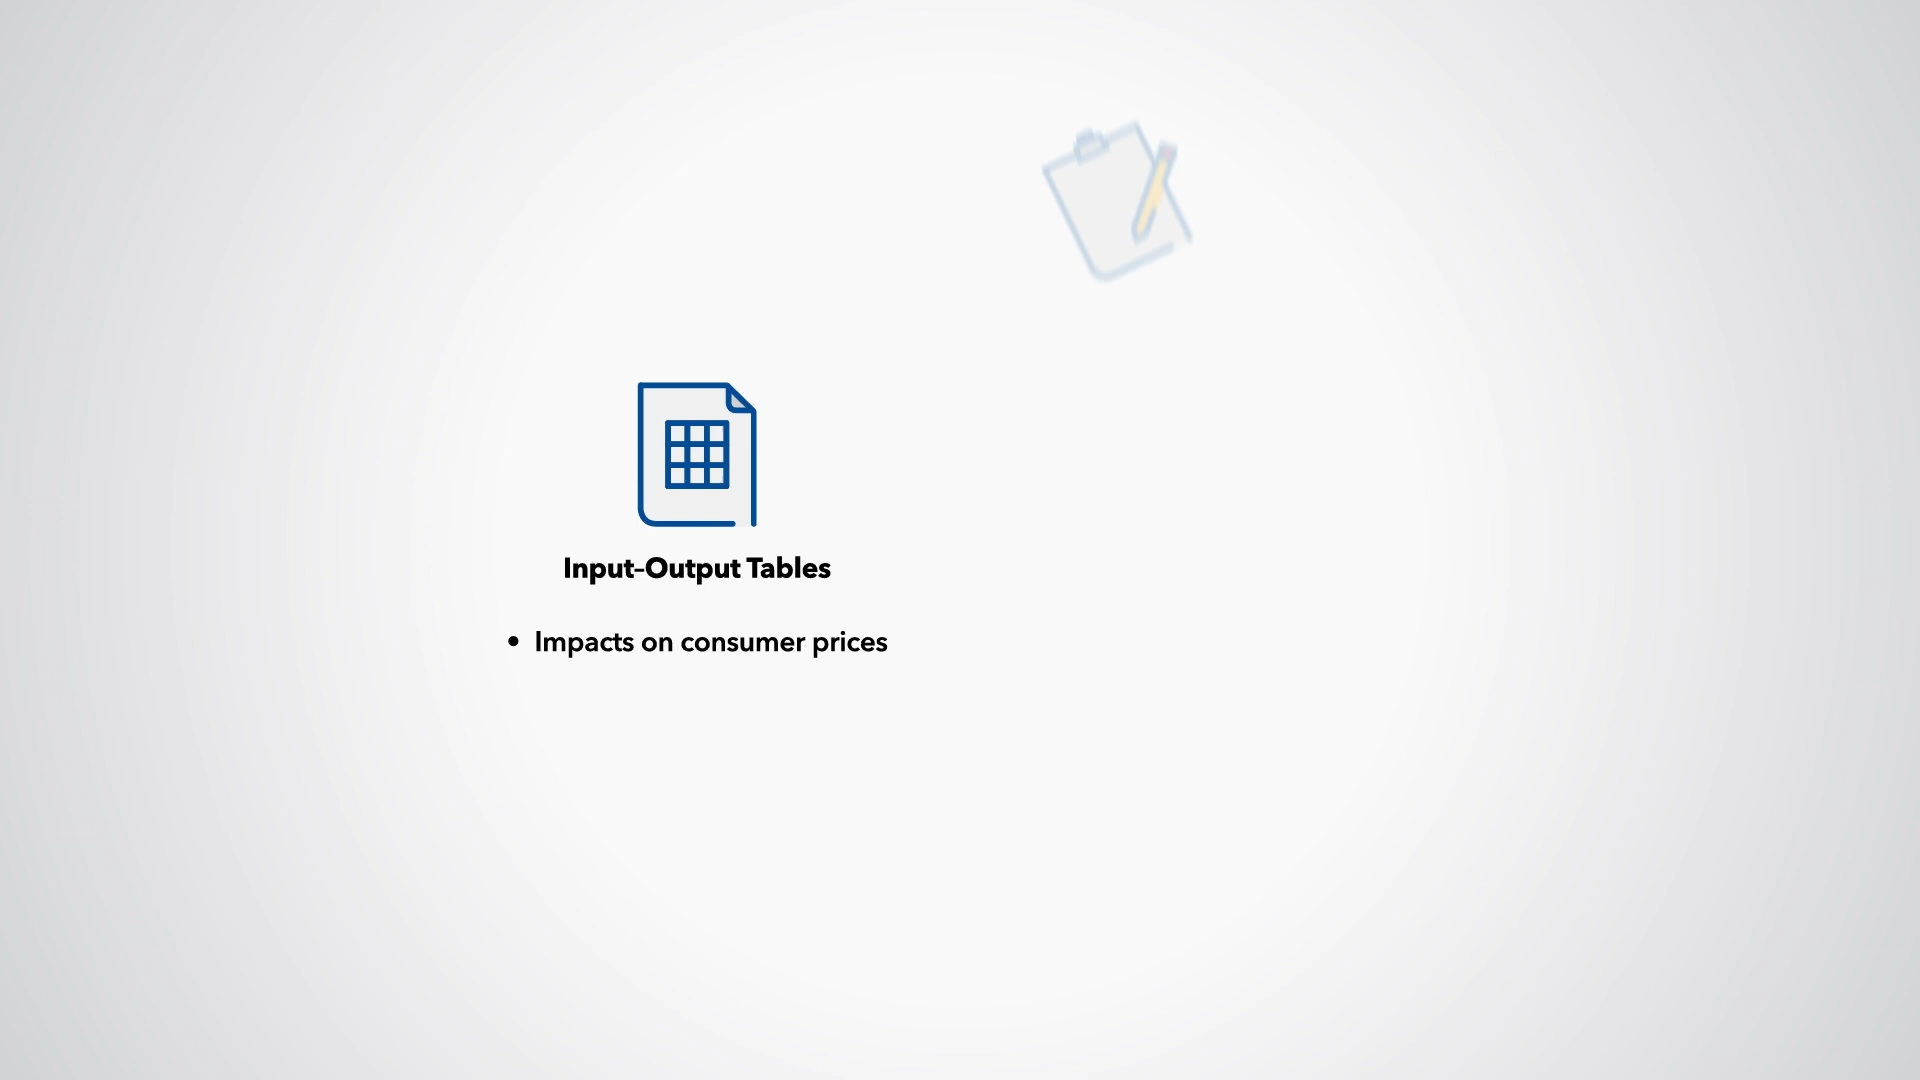 Input–Output Tables
• Impacts on consumer prices